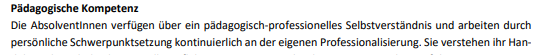 Pädagogische Kompetenz
Die AbsolventInnen verfügen über ein pädagogisch-professionelles Selbstverständnis und arbeiten durch
persönliche Schwerpunktsetzung kontinuierlich an der eigenen Professionalisierung. Sie verstehen ihr Han-